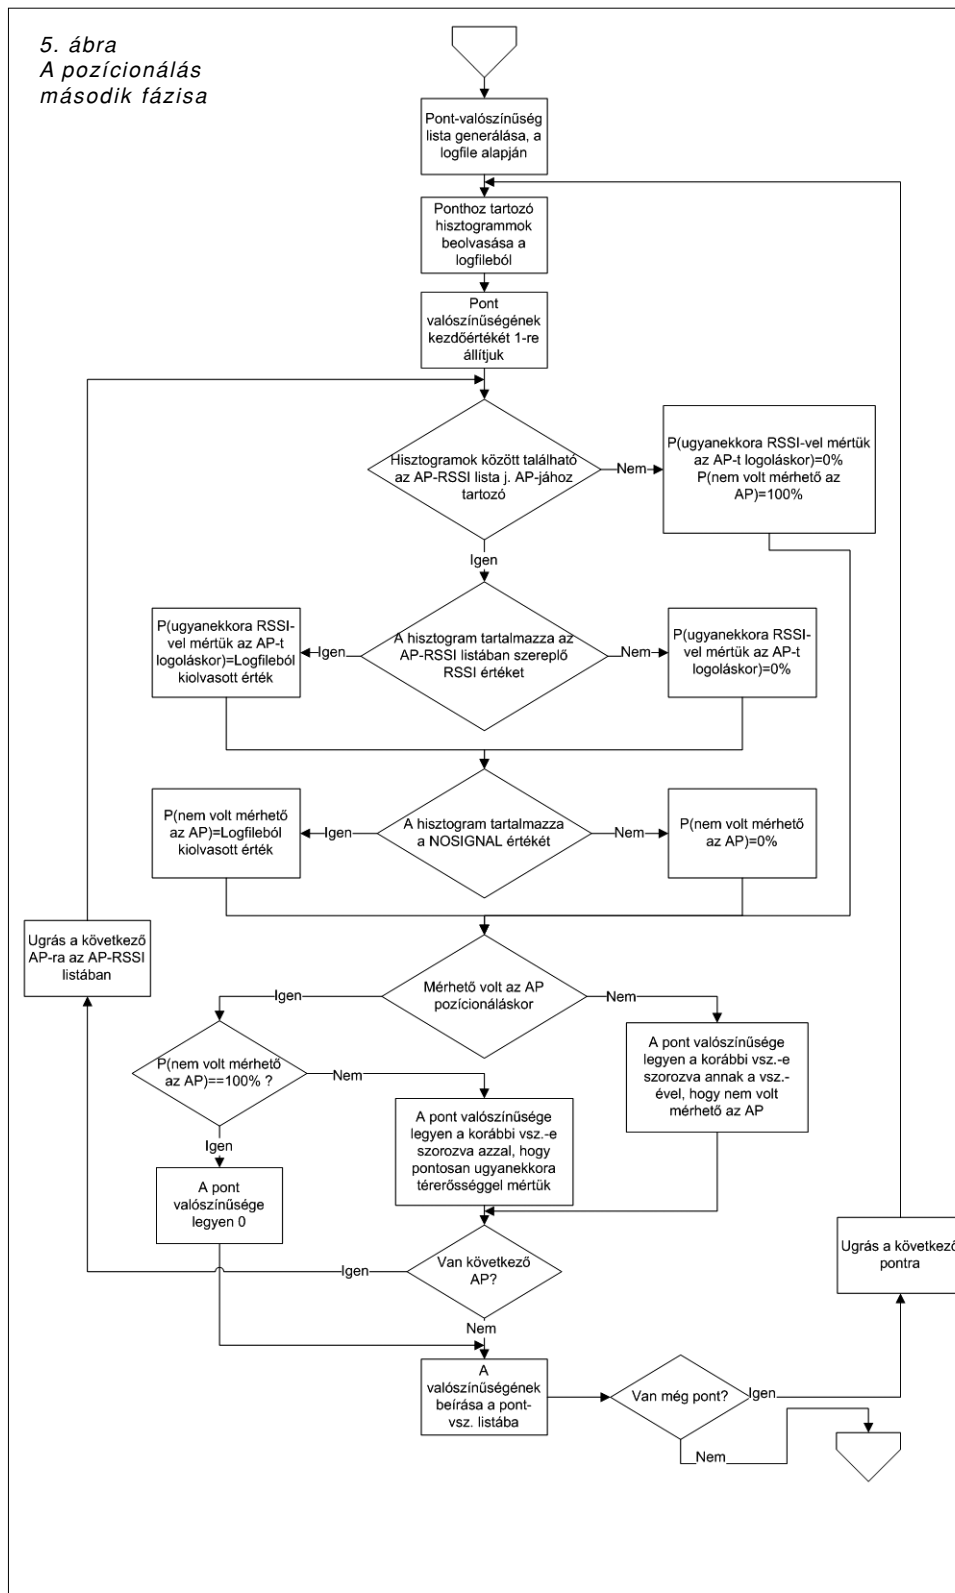 5. ábra
A pozícionálás
második fázisa
Pont-valószínűség
lista generálása, a
logfile alapján
Ponthoz tartozó
hisztogrammok
beolvasása a
logfileból
Pont
valószínűségének
kezdőértékét 1-re
állítjuk
Hisztogramok között található
az AP-RSSI lista j. AP-jához
tartozó
Nem
P(ugyanekkora RSSI-vel mértük
az AP-t logoláskor)=0%
P(nem volt mérhető az
AP)=100%
Igen
P(ugyanekkora RSSI-
vel mértük az AP-t
logoláskor)=Logfileból
kiolvasott érték
Igen
A hisztogram tartalmazza az
AP-RSSI listában szereplő
RSSI értéket
Nem
P(ugyanekkora RSSI-
vel mértük az AP-t
logoláskor)=0%
P(nem volt mérhető
az AP)=Logfileból
kiolvasott érték
Igen
A hisztogram tartalmazza
a NOSIGNAL értékét
Nem
P(nem volt mérhető
az AP)=0%
Ugrás a következő
AP-ra az AP-RSSI
listában
Igen
Mérhető volt az AP
pozícionáláskor
Nem
P(nem volt mérhető
az AP)==100% ?
Nem
A pont valószínűsége
legyen a korábbi vsz.-e
szorozva annak a vsz.-
ével, hogy nem volt
mérhető az AP
Igen
A pont valószínűsége
legyen a korábbi vsz.-e
szorozva azzal, hogy
pontosan ugyanekkora
térerősséggel mértük
A pont
valószínűsége
legyen 0
Igen
Van következő
AP?
Ugrás a következő
pontra
Nem
A
valószínűségének
beírása a pont-
vsz. listába
Van még pont?
Igen
Nem